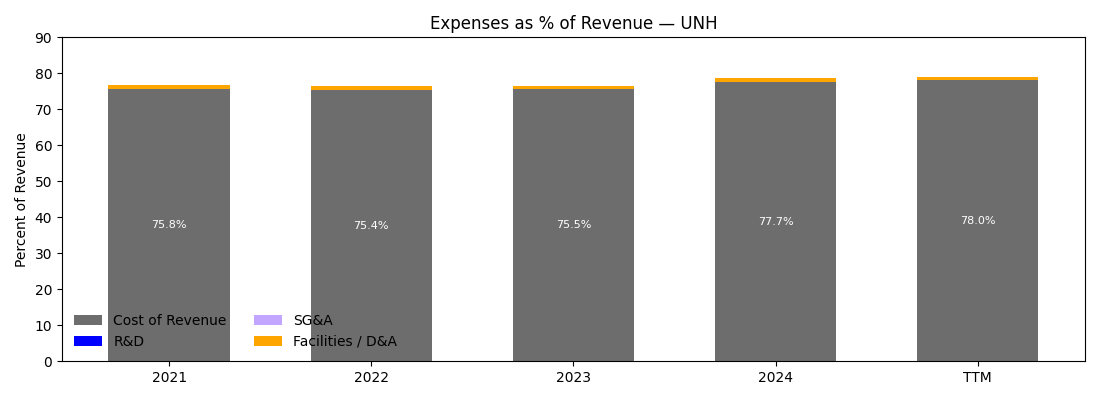 Expenses as % of Revenue — UNH
Percent of Revenue
90
80
70
60
50
40
30
20
10
0
75.8%
75.4%
75.5%
77.7%
78.0%
Cost of Revenue
R&D
SG&A
Facilities / D&A
2021
2022
2023
2024
TTM